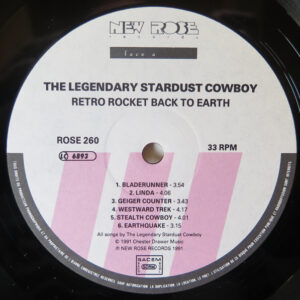 NEW ROSE
RECORDS
face a
THE LEGENDARY STARDUST COWBOY
RETRO ROCKET BACK TO EARTH
ROSE 260
33 RPM
LC 6893
1. BLADERUNNER - 3.54
2. LINDA - 4.06
3. GEIGER COUNTER - 3.43
4. WESTWARD TREK - 4.17
5. STEALTH COWBOY - 4.01
6. EARTHQUAKE - 3.15
All songs by The Legendary Stardust Cowboy
© 1991 Chester Drawer Music
℗ NEW ROSE RECORDS 1991
SACEM